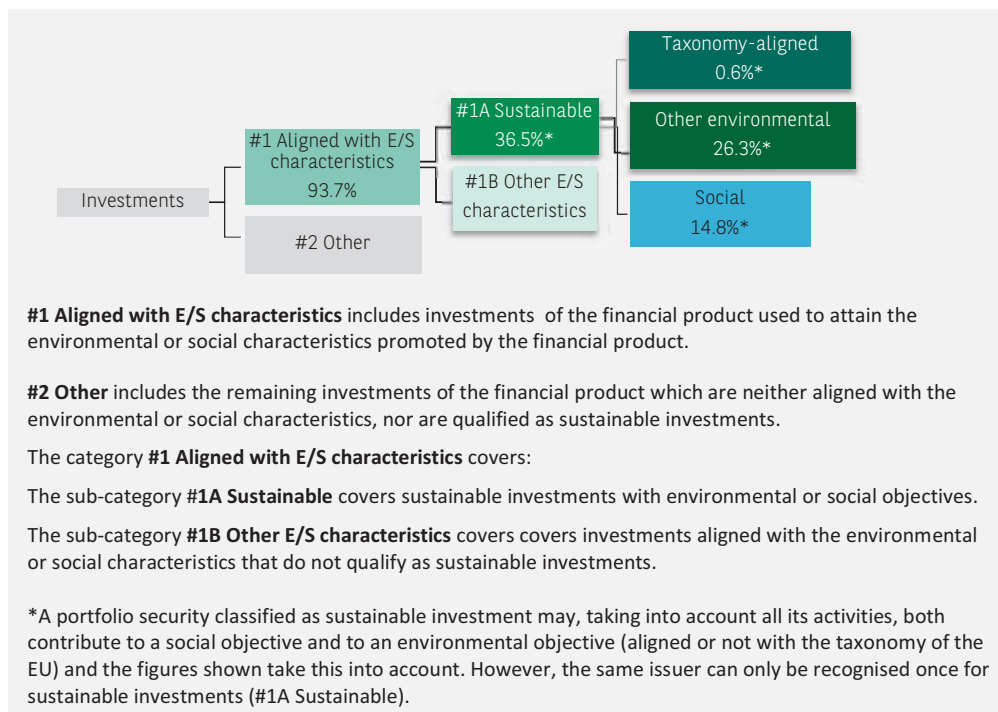 Taxonomy-aligned
0.6%*
#1A Sustainable
36.5%*
Other environmental
26.3%*
#1 Aligned with E/S
characteristics
93.7%
#1B Other E/S
characteristics
Social
14.8%*
Investments
#2 Other
#1 Aligned with E/S characteristics includes investments of the financial product used to attain the
environmental or social characteristics promoted by the financial product.
#2 Other includes the remaining investments of the financial product which are neither aligned with the
environmental or social characteristics, nor are qualified as sustainable investments.
The category #1 Aligned with E/S characteristics covers:
The sub-category #1A Sustainable covers sustainable investments with environmental or social objectives.
The sub-category #1B Other E/S characteristics covers covers investments aligned with the environmental
or social characteristics that do not qualify as sustainable investments.
*A portfolio security classified as sustainable investment may, taking into account all its activities, both
contribute to a social objective and to an environmental objective (aligned or not with the taxonomy of the
EU) and the figures shown take this into account. However, the same issuer can only be recognised once for
sustainable investments (#1A Sustainable).